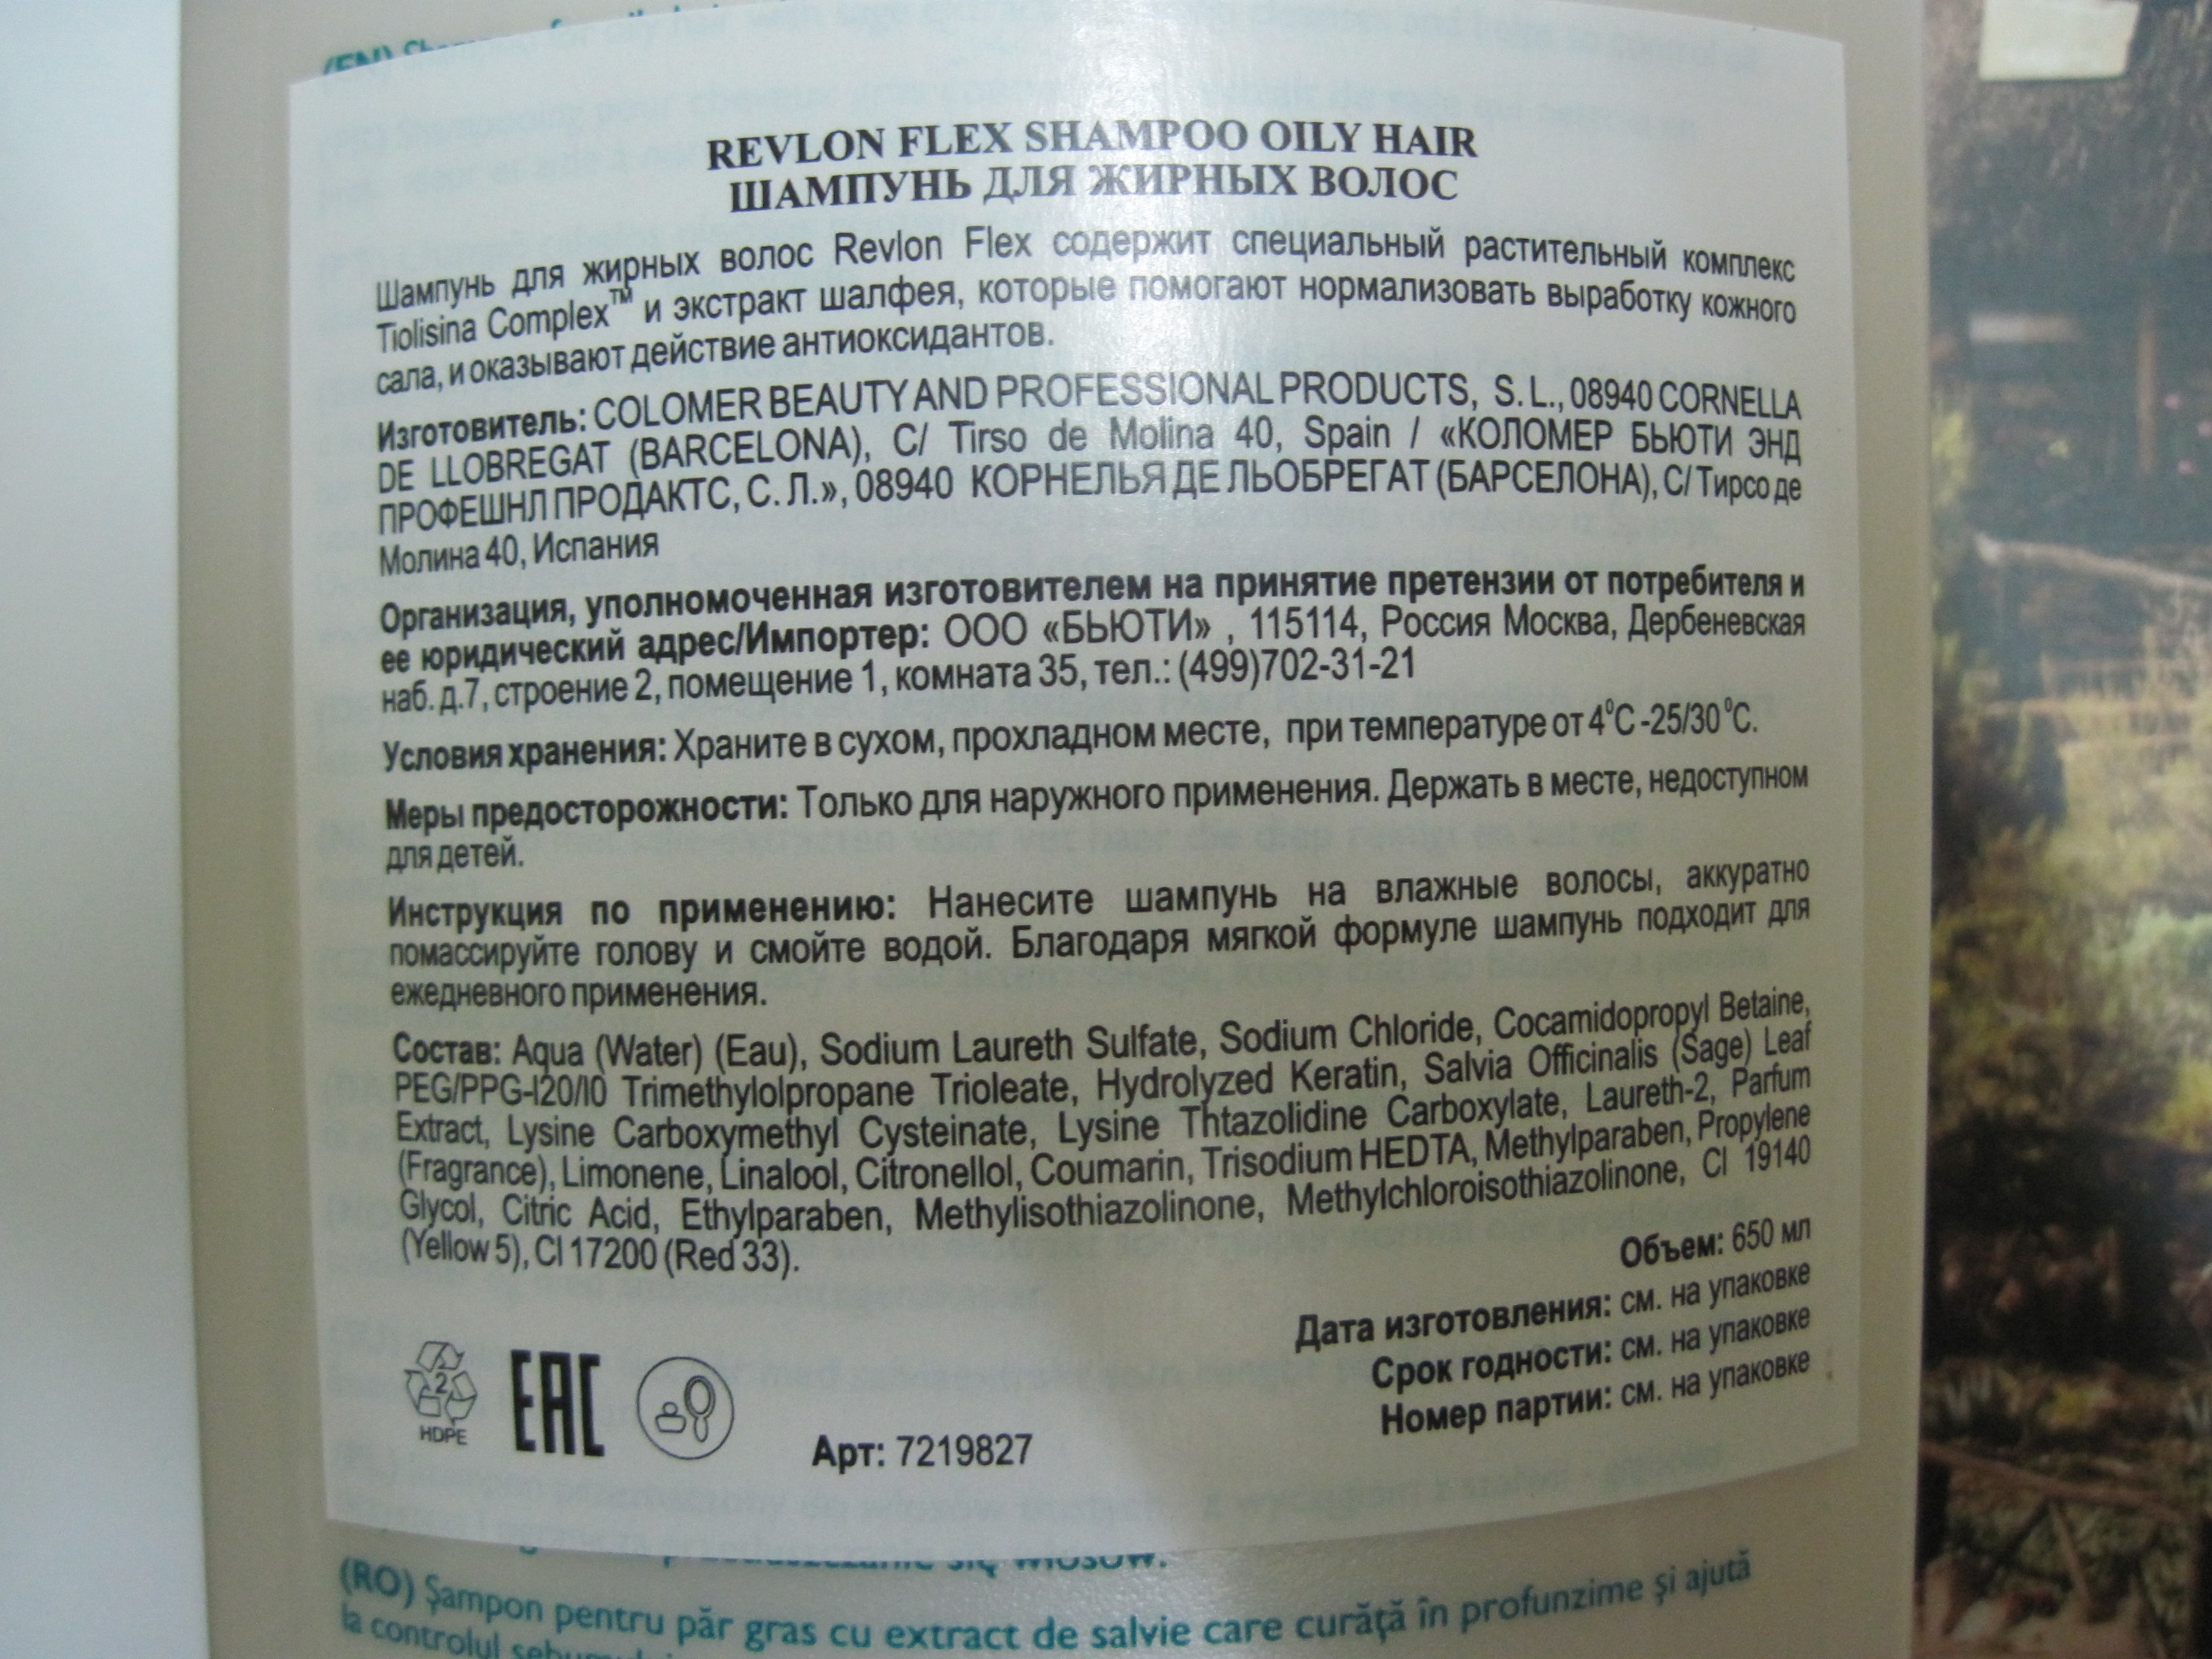 (EN)
REVLON FLEX SHAMPOO OILY HAIR
ШАМПУНЬ ДЛЯ ЖИРНЫХ ВОЛОС
Шампунь для жирных волос Revlon Flex содержит специальный растительный комплекс
Tiolisina Complex™ и экстракт шалфея, которые помогают нормализовать выработку кожного
сала, и оказывают действие антиоксидантов.
Изготовитель: COLOMER BEAUTY AND PROFESSIONAL PRODUCTS, S. L., 08940 CORNELLA
DE LLOBREGAT (BARCELONA), C/ Tirso de Molina 40, Spain / «КОЛОМЕР БЬЮТИ ЭНД
ПРОФЕШНЛ ПРОДАКТС, С. Л.», 08940 КОРНЕЛЬЯ ДЕ ЛЬОБРЕГАТ (БАРСЕЛОНА), С/ Тирсо де
Молина 40, Испания
Организация, уполномоченная изготовителем на принятие претензии от потребителя и
ее юридический адрес/Импортер: ООО «БЬЮТИ» , 115114, Россия Москва, Дербеневская
наб. д.7, строение 2, помещение 1, комната 35, тел.: (499)702-31-21
Условия хранения: Храните в сухом, прохладном месте, при температуре от 4°C -25/30°C.
Меры предосторожности: Только для наружного применения. Держать в месте, недоступном
для детей.
Инструкция по применению: Нанесите шампунь на влажные волосы, аккуратно
помассируйте голову и смойте водой. Благодаря мягкой формуле шампунь подходит для
ежедневного применения.
Состав: Aqua (Water) (Eau), Sodium Laureth Sulfate, Sodium Chloride, Cocamidopropyl Betaine,
PEG/PPG-I20/I0 Trimethylolpropane Trioleate, Hydrolyzed Keratin, Salvia Officinalis (Sage) Leaf
Extract, Lysine Carboxymethyl Cysteinate, Lysine Thtazolidine Carboxylate, Laureth-2, Parfum
(Fragrance), Limonene, Linalool, Citronellol, Coumarin, Trisodium HEDTA, Methylparaben, Propylene
Glycol, Citric Acid, Ethylparaben, Methylisothiazolinone, Methylchloroisothiazolinone, CI 19140
(Yellow 5), CI 17200 (Red 33).
Объем: 650 мл
Дата изготовления: см. на упаковке
Срок годности: см. на упаковке
Номер партии: см. на упаковке
2
HDPE
EAC
Арт: 7219827
(RO) Şampon pentru păr gras cu extract de salvie care curăţă în profunzime şi ajută
la controlul